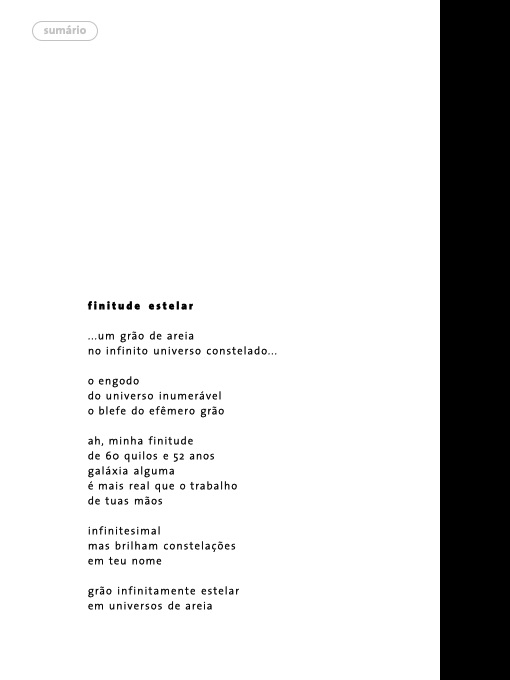 sumário
finitude estelar
...um grão de areia
no infinito universo constelado...
o engodo
do universo inumerável
o blefe do efêmero grão
ah, minha finitude
de 60 quilos e 52 anos
galáxia alguma
é mais real que o trabalho
de tuas mãos
infinitesimal
mas brilham constelações
em teu nome
grão infinitamente estelar
em universos de areia